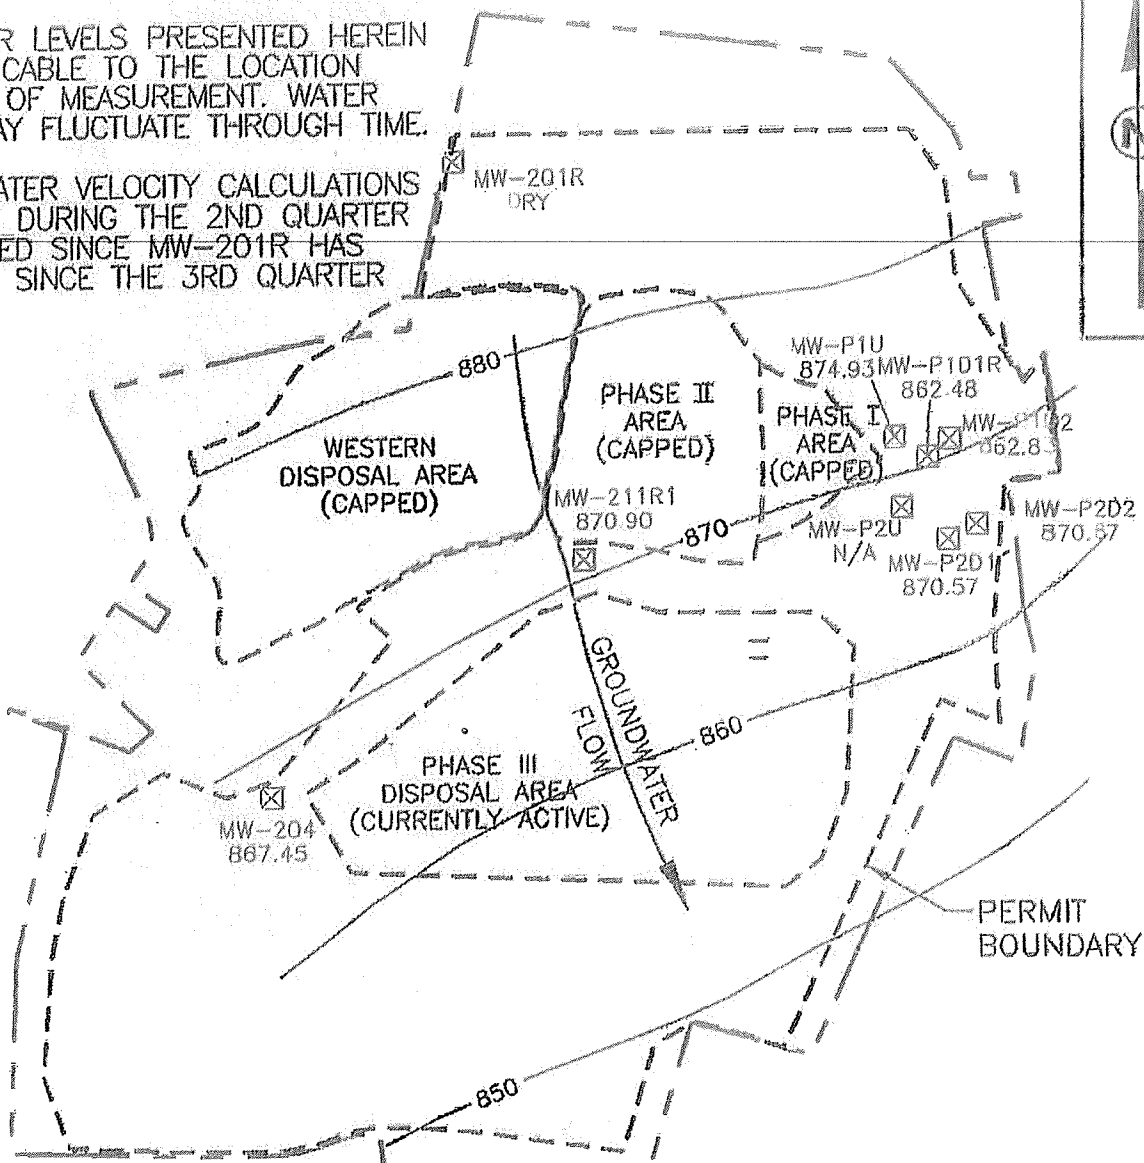 R LEVELS PRESENTED HEREIN
CABLE TO THE LOCATION
OF MEASUREMENT. WATER
AY FLUCTUATE THROUGH TIME.
ATER VELOCITY CALCULATIONS
DURING THE 2ND QUARTER
ED SINCE MW-201R HAS
SINCE THE 3RD QUARTER
MW-201R
DRY
N
880
WESTERN
DISPOSAL AREA
(CAPPED)
PHASE II
AREA
(CAPPED)
PHASE I
AREA
(CAPPED)
MW-P1U
874.93
MW-P1D1R
862.48
MW-P1D2
862.83
MW-211R1
870.90
870
MW-P2U
N/A
MW-P2D1
870.57
MW-P2D2
GROUNDWATER
FLOW
860
PHASE III
DISPOSAL AREA
(CURRENTLY ACTIVE)
MW-204
867.45
PERMIT
BOUNDARY
850